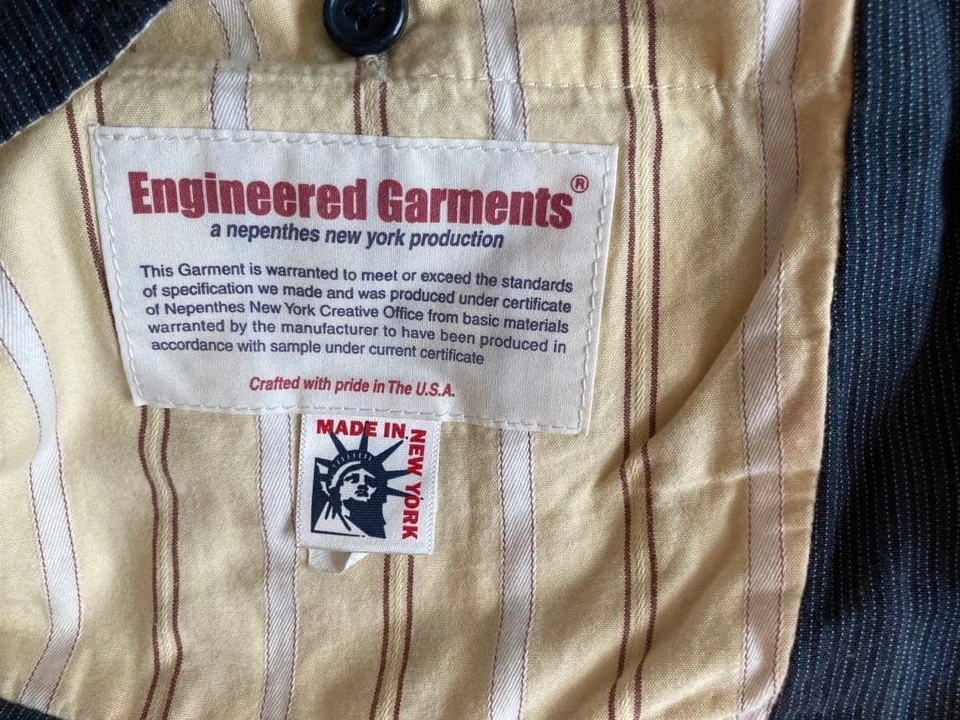 Engineered Garments®
a nepenthes new york production
This Garment is warranted to meet or exceed the standards
of specification we made and was produced under certificate
of Nepenthes New York Creative Office from basic materials
warranted by the manufacturer to have been produced in
accordance with sample under current certificate
Crafted with pride in The U.S.A.
MADE IN
NEW YORK